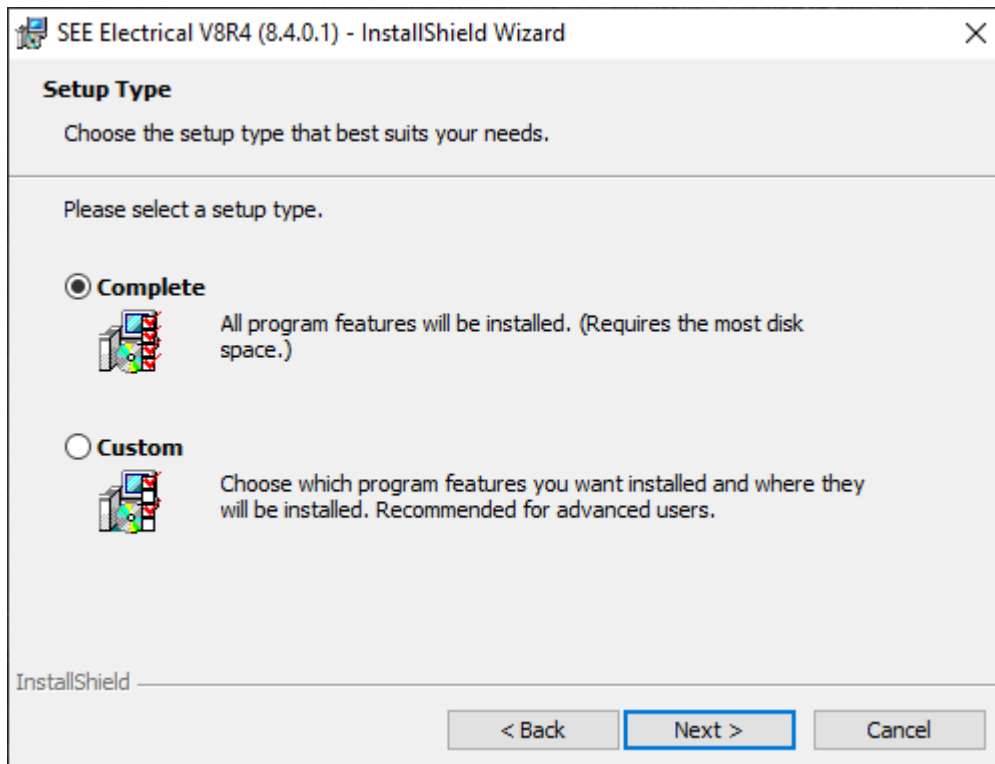 SEE Electrical V8R4 (8.4.0.1) - InstallShield Wizard
Setup Type
Choose the setup type that best suits your needs.
Please select a setup type.
Complete
All program features will be installed. (Requires the most disk
space.)
Custom
Choose which program features you want installed and where they
will be installed. Recommended for advanced users.
InstallShield
< Back
Next >
Cancel